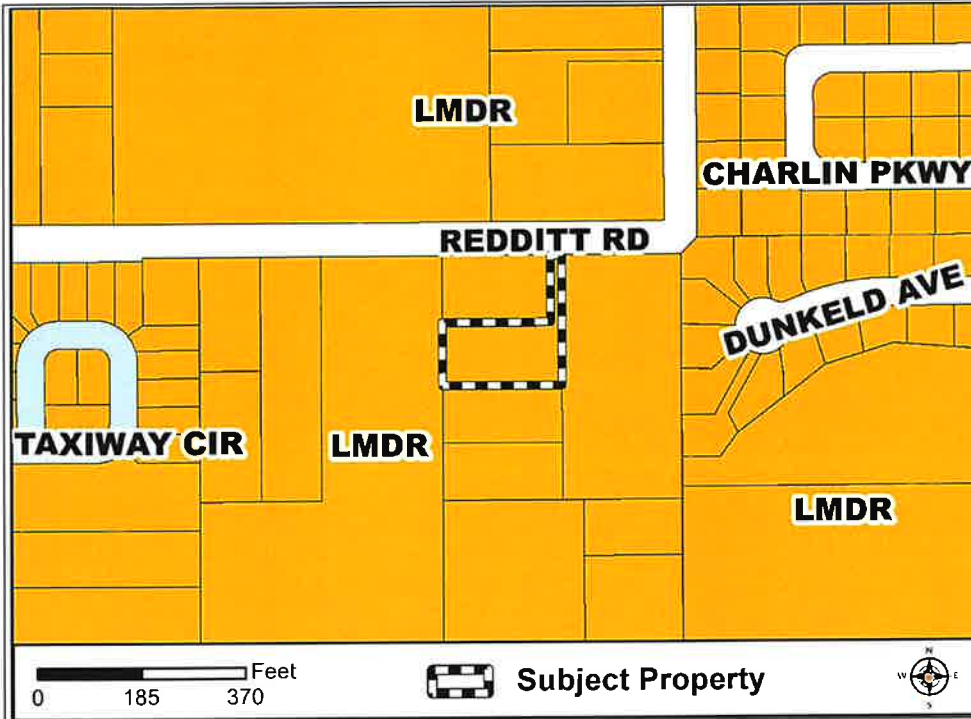 LMDR
CHARLIN PKWY
REDDITT RD
DUNKELD AVE
TAXIWAY CIR
LMDR
LMDR
Feet
0 185 370
Subject Property
N
W E
S